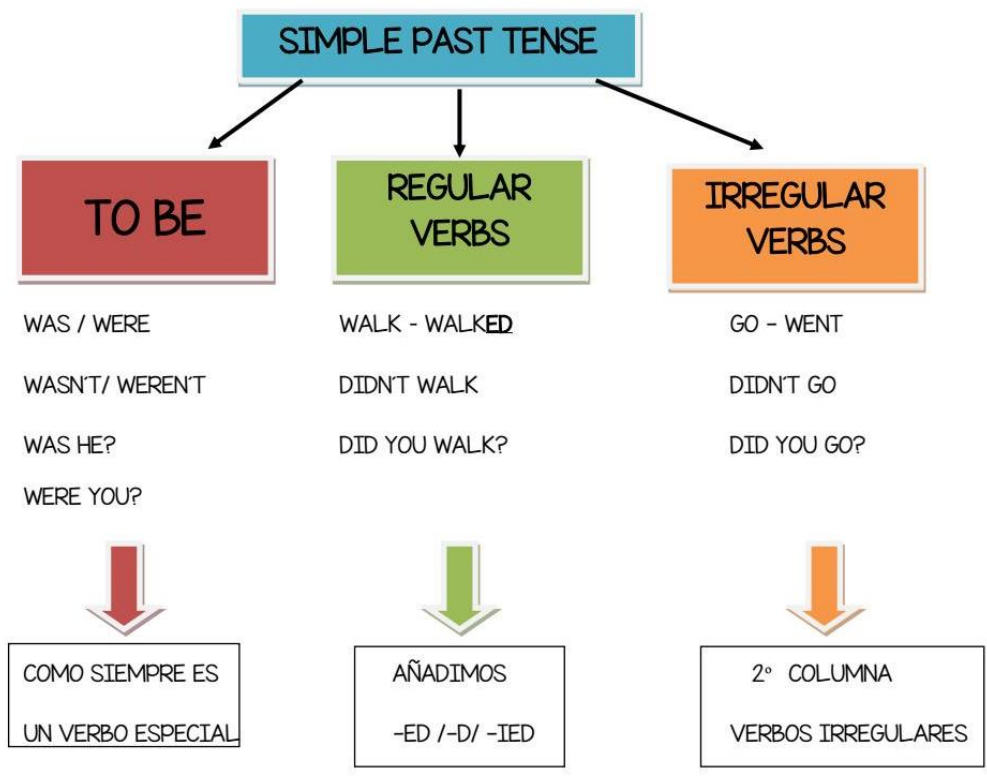 SIMPLE PAST TENSE
TO BE
WAS / WERE
WASN'T/ WEREN'T
WAS HE?
WERE YOU?
COMO SIEMPRE ES
UN VERBO ESPECIAL
REGULAR
VERBS
WALK - WALKED
DIDN'T WALK
DID YOU WALK?
AÑADIMOS
-ED /-D/ -IED
IRREGULAR
VERBS
GO - WENT
DIDN'T GO
DID YOU GO?
2º COLUMNA
VERBOS IRREGULARES